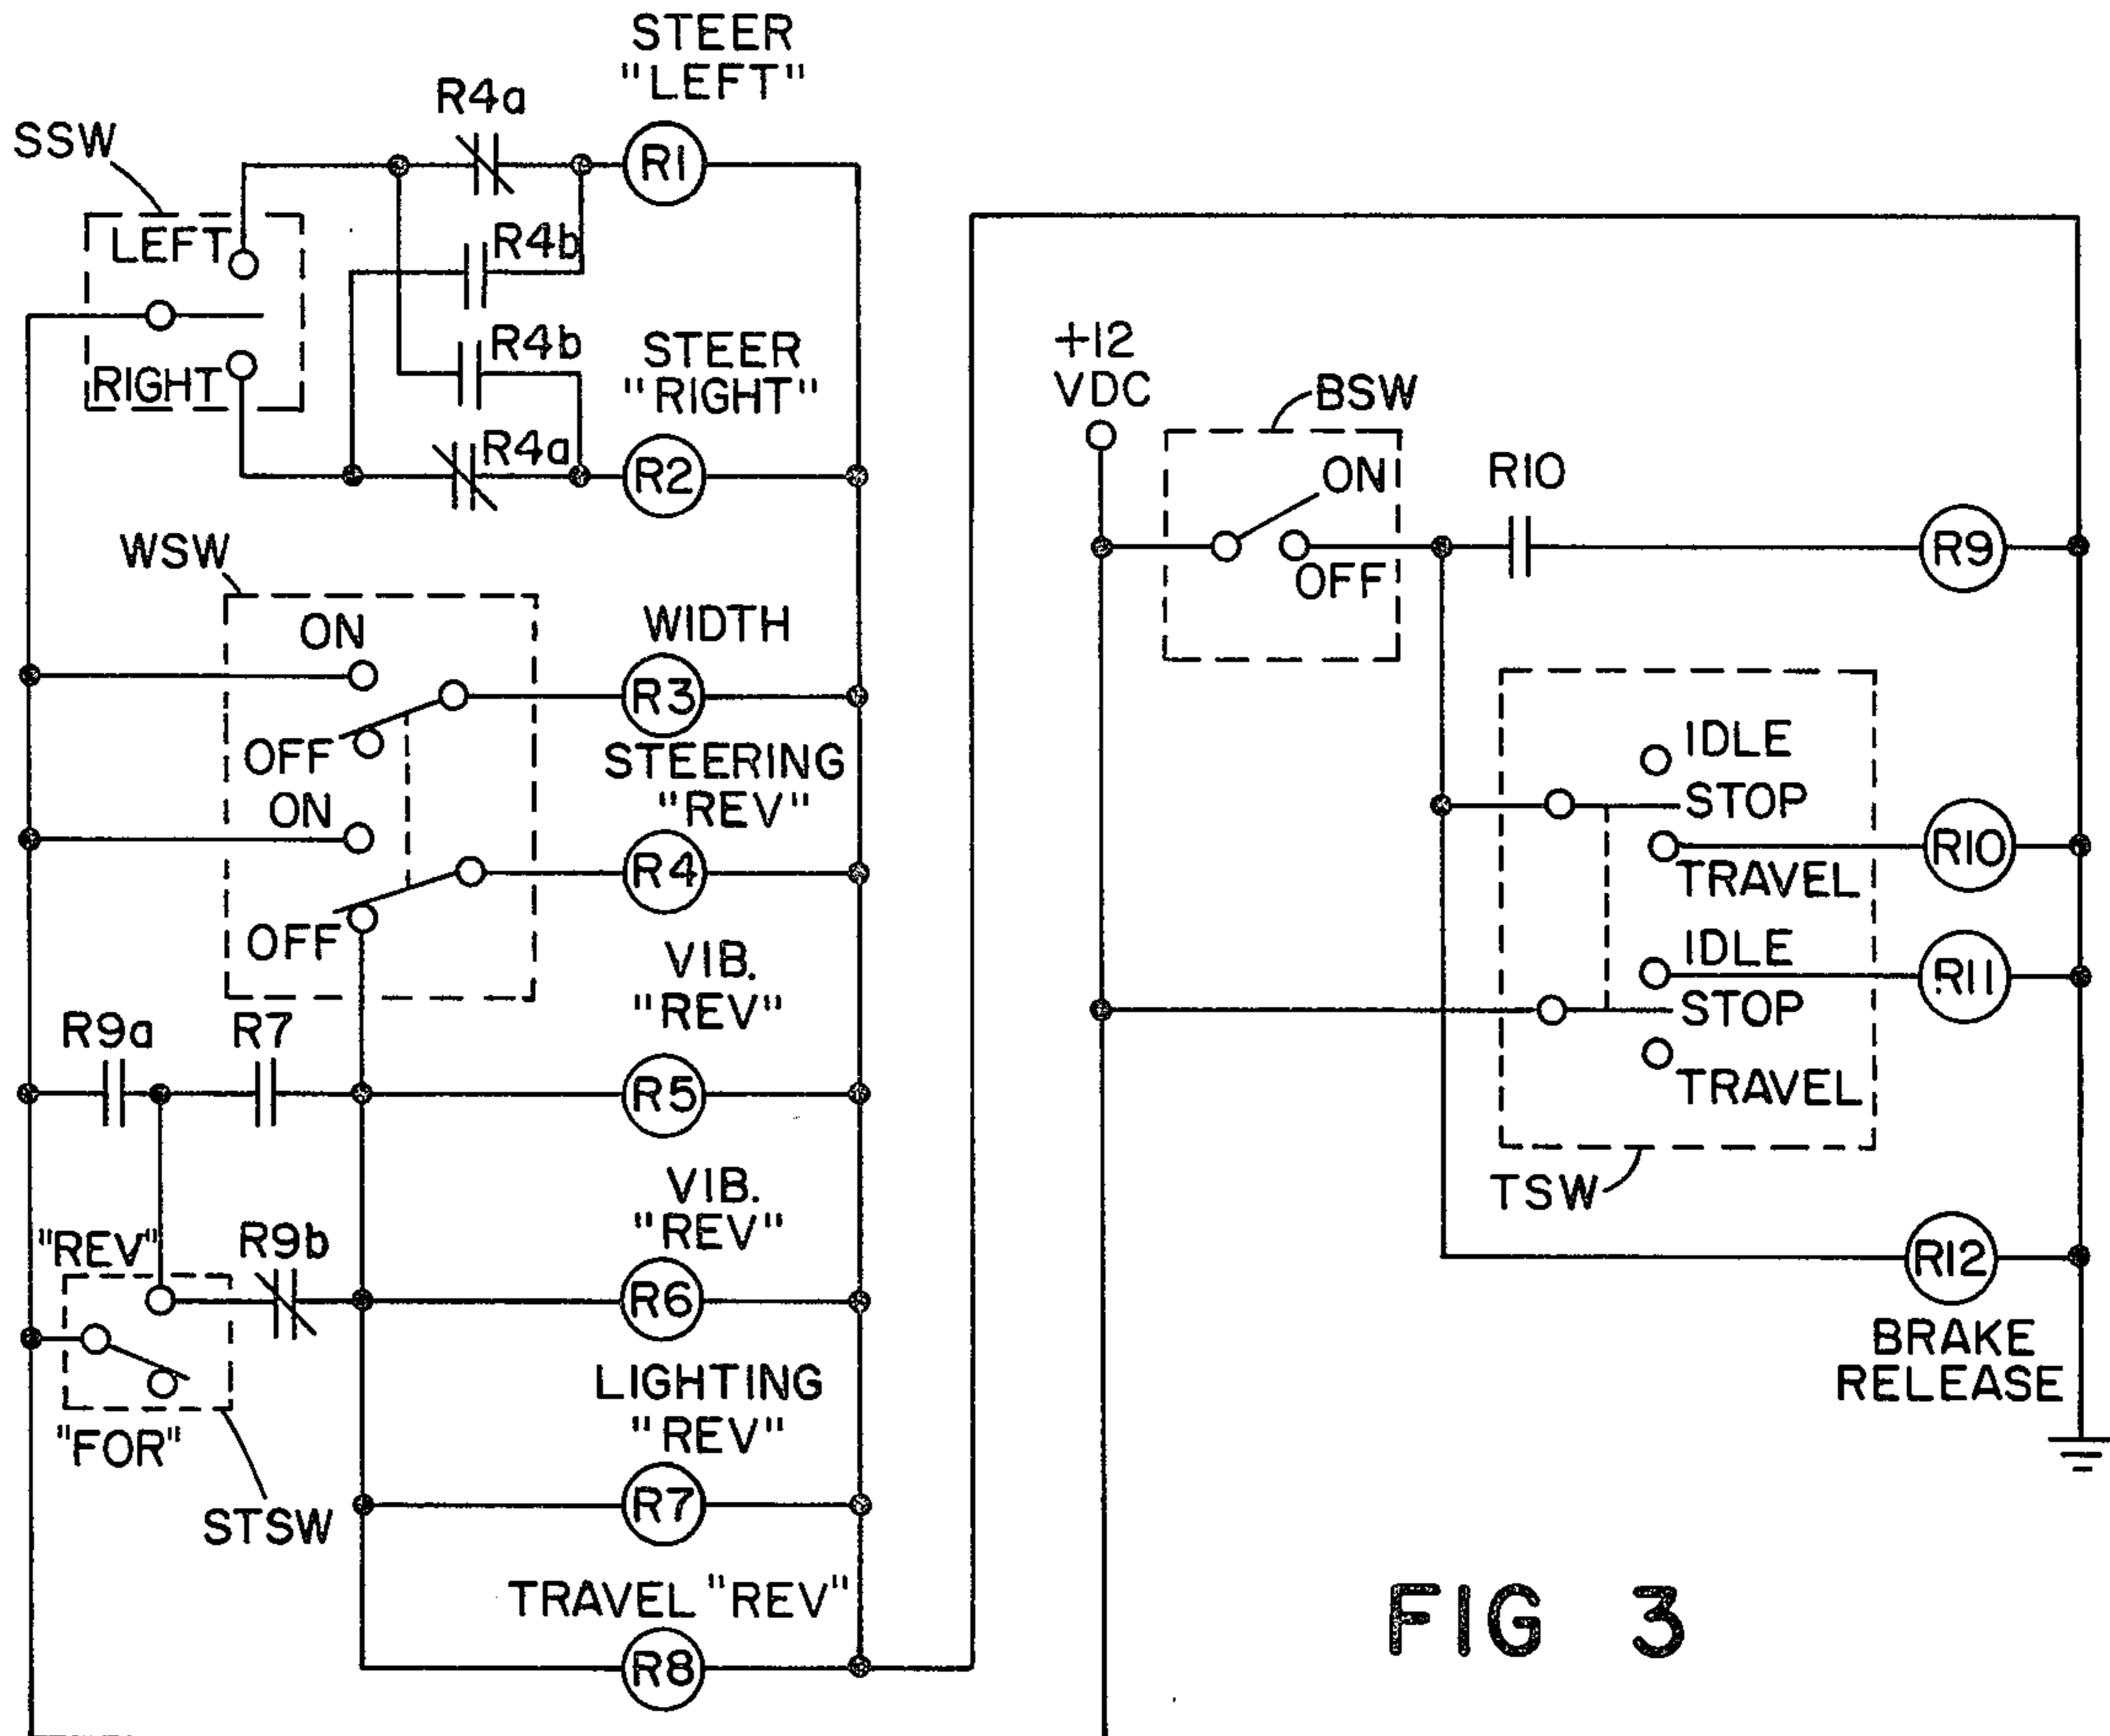 STEER
"LEFT"
R4a
SSW
R1
LEFT
R4b
R4b
STEER
"RIGHT"
RIGHT
R4a
R2
WSW
ON
WIDTH
R3
OFF
STEERING
"REV"
ON
R4
OFF
VIB.
"REV"
R9a
R7
R5
VIB.
"REV"
"REV"
R9b
R6
"FOR"
LIGHTING
"REV"
STSW
R7
TRAVEL "REV"
R8
+12
VDC
BSW
ON
R10
OFF
R9
IDLE
STOP
R10
TRAVEL
IDLE
R11
STOP
TRAVEL
TSW
R12
BRAKE
RELEASE
FIG 3